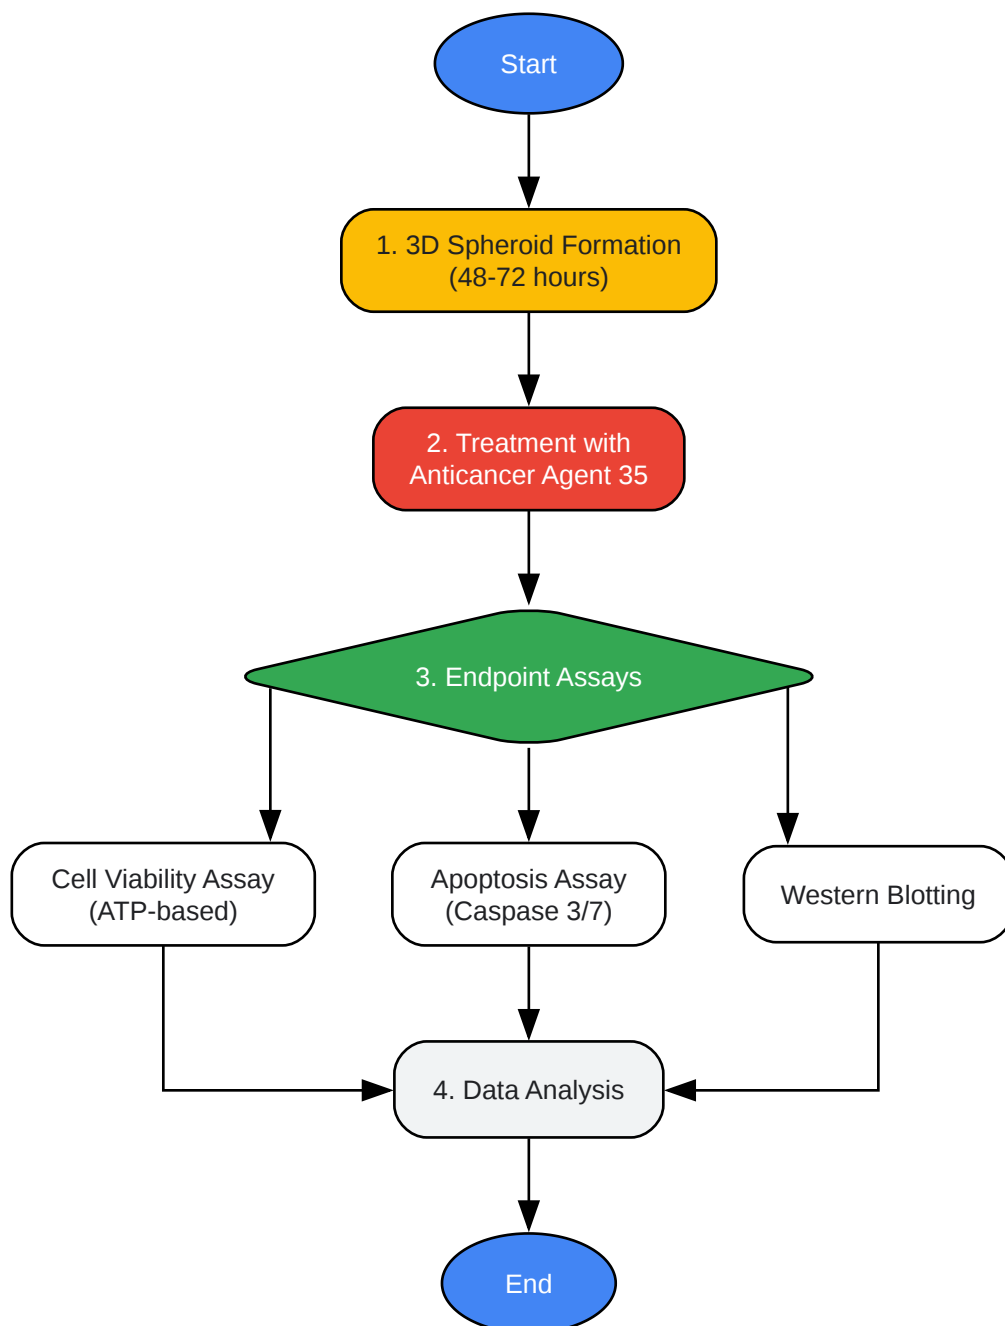 Start
1. 3D Spheroid Formation
(48-72 hours)
2. Treatment with
Anticancer Agent 35
3. Endpoint Assays
Cell Viability Assay
(ATP-based)
Apoptosis Assay
(Caspase 3/7)
Western Blotting
4. Data Analysis
End